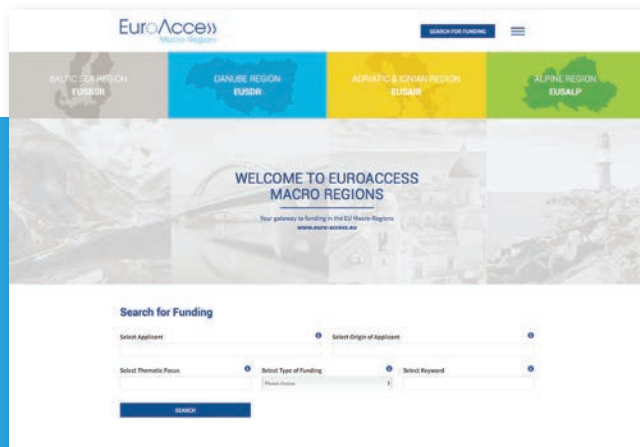 EuroAccess
Macro-Regions
SEARCH FOR FUNDING
BALTIC SEA REGION
EUSBSR
DANUBE REGION
EUSDR
ADRIATIC & IONIAN REGION
EUSAIR
ALPINE REGION
EUSALP
WELCOME TO EUROACCESS
MACRO REGIONS
Your gateway to funding in the EU Macro-Regions
www.euro-access.eu
Search for Funding
Select Applicant
Select Origin of Applicant
Select Thematic Focus
Select Type of Funding
Select Keyword
Please choose
SEARCH